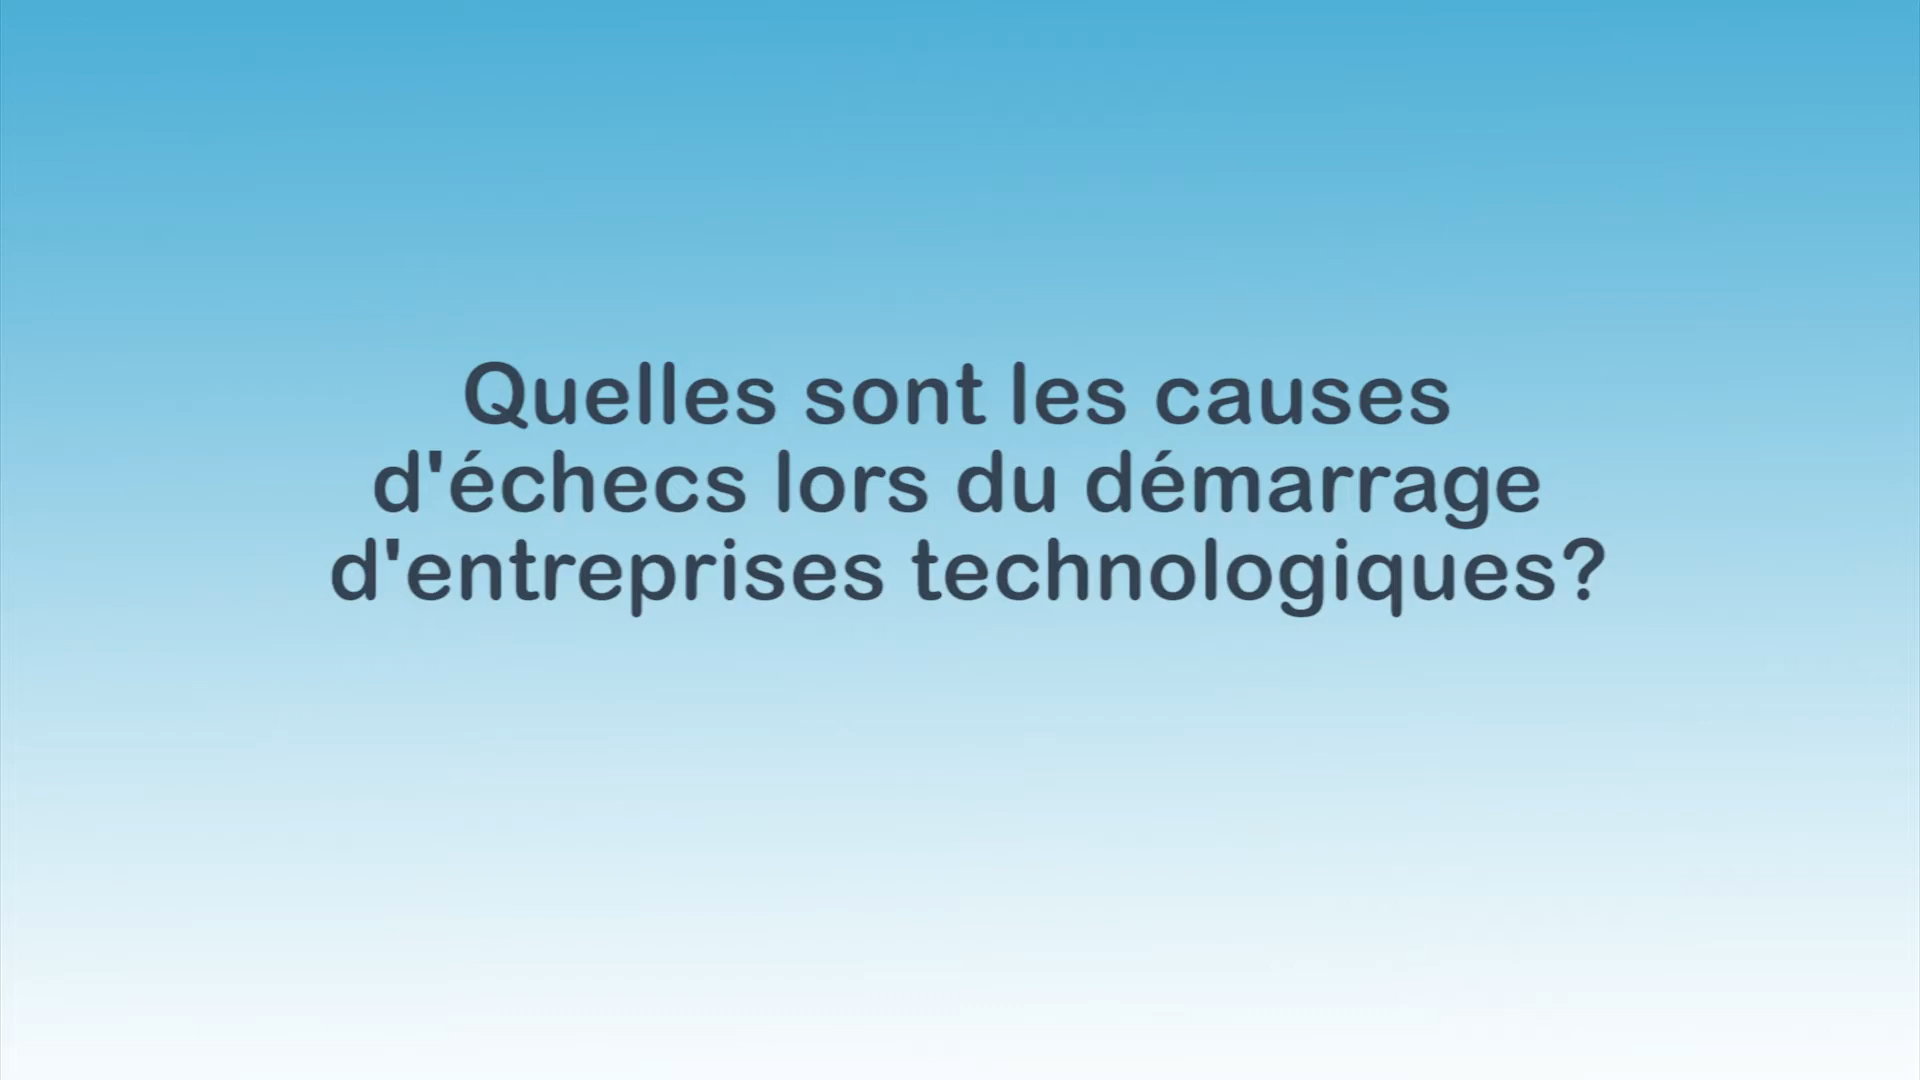 Quelles sont les causes
d'échecs lors du démarrage
d'entreprises technologiques?